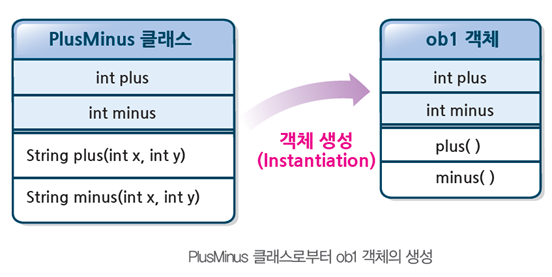 PlusMinus 클래스
int plus
int minus
String plus(int x, int y)
String minus(int x, int y)
객체 생성
(Instantiation)
ob1 객체
int plus
int minus
plus( )
minus( )
PlusMinus 클래스로부터 ob1 객체의 생성